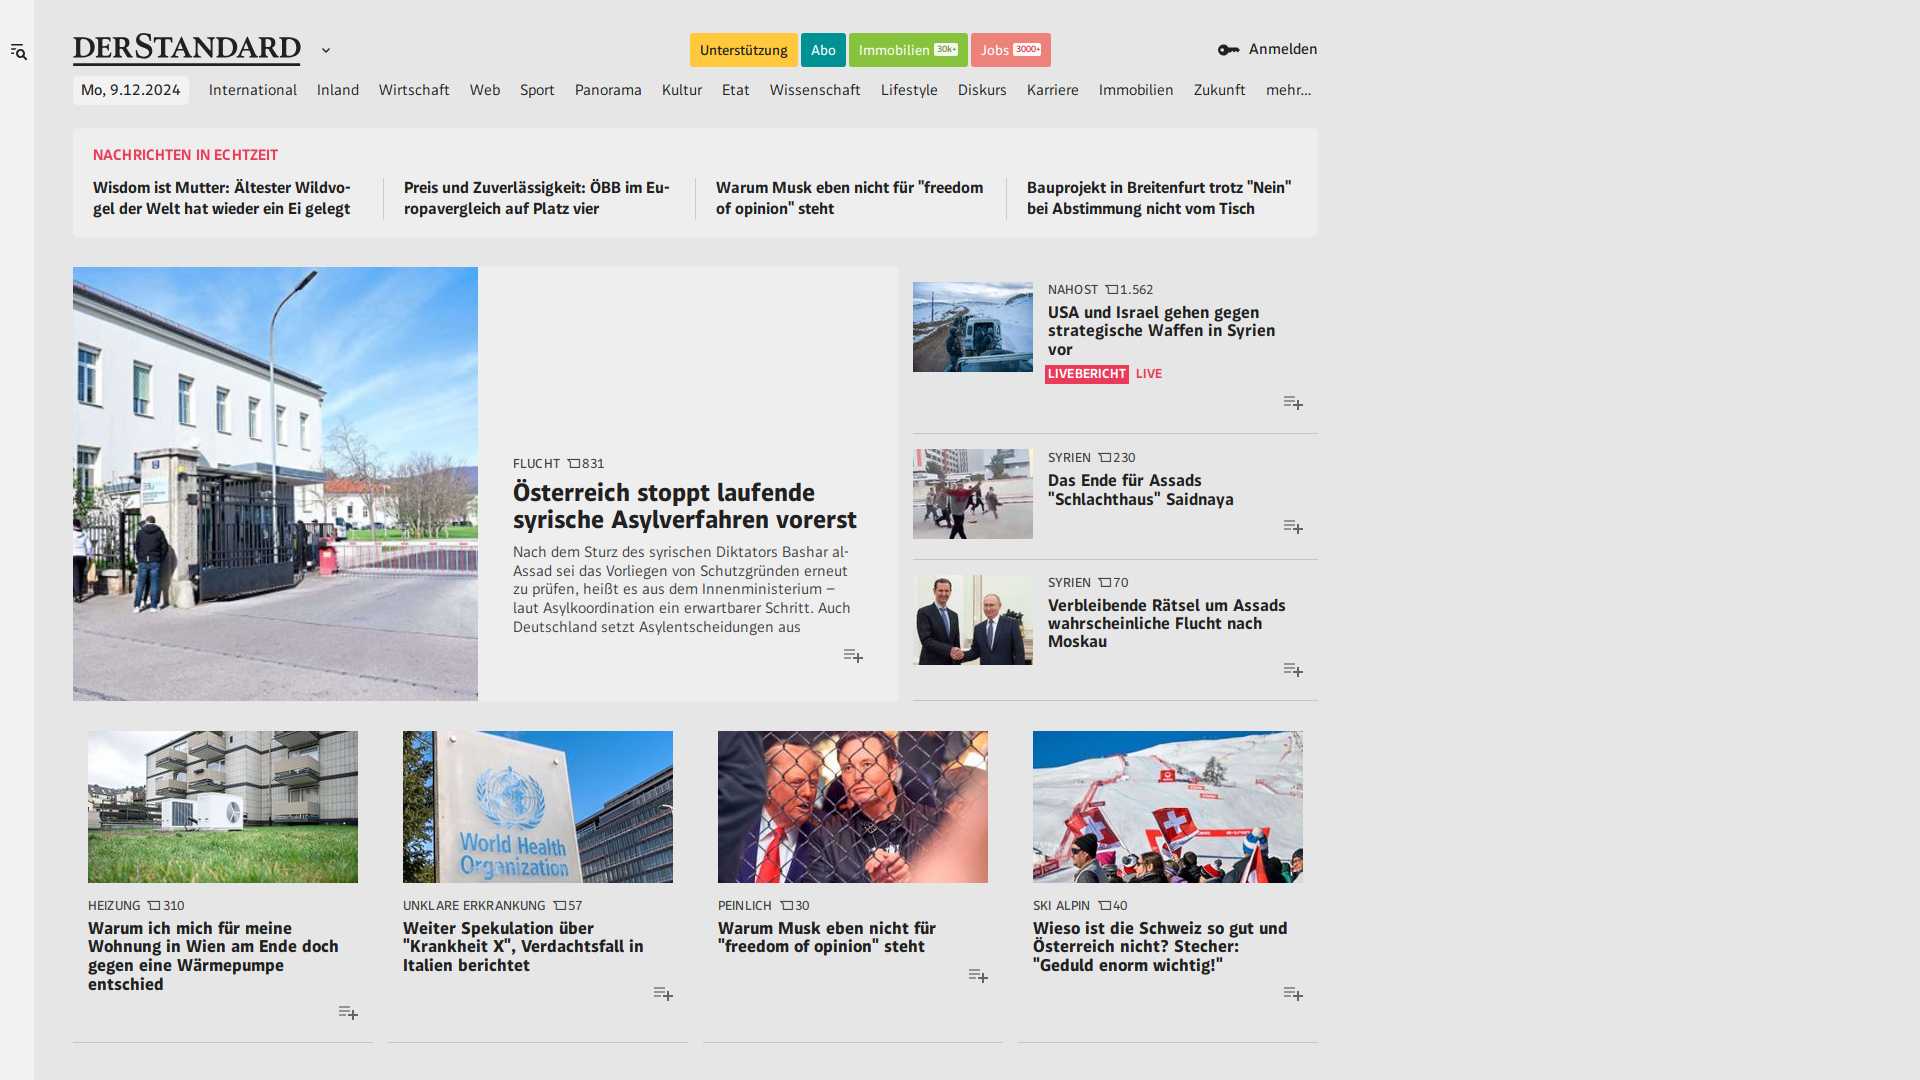 DERSTANDARD
Unterstützung
Abo
Immobilien 30k+
Jobs 3000+
Anmelden
Mo, 9.12.2024
International
Inland
Wirtschaft
Web
Sport
Panorama
Kultur
Etat
Wissenschaft
Lifestyle
Diskurs
Karriere
Immobilien
Zukunft
mehr...
NACHRICHTEN IN ECHTZEIT
Wisdom ist Mutter: Ältester Wildvo-
gel der Welt hat wieder ein Ei gelegt
Preis und Zuverlässigkeit: ÖBB im Eu-
ropavergleich auf Platz vier
Warum Musk eben nicht für "freedom
of opinion" steht
Bauprojekt in Breitenfurt trotz "Nein"
bei Abstimmung nicht vom Tisch
FLUCHT 831
Österreich stoppt laufende
syrische Asylverfahren vorerst
Nach dem Sturz des syrischen Diktators Bashar al-
Assad sei das Vorliegen von Schutzgründen erneut
zu prüfen, heißt es aus dem Innenministerium –
laut Asylkoordination ein erwartbarer Schritt. Auch
Deutschland setzt Asylentscheidungen aus
NAHOST 1.562
USA und Israel gehen gegen
strategische Waffen in Syrien
vor
LIVEBERICHT LIVE
SYRIEN 230
Das Ende für Assads
"Schlachthaus" Saidnaya
SYRIEN 70
Verbleibende Rätsel um Assads
wahrscheinliche Flucht nach
Moskau
HEIZUNG 310
Warum ich mich für meine
Wohnung in Wien am Ende doch
gegen eine Wärmepumpe
entschied
World Health
Organization
UNKLARE ERKRANKUNG 57
Weiter Spekulation über
"Krankheit X", Verdachtsfall in
Italien berichtet
PEINLICH 30
Warum Musk eben nicht für
"freedom of opinion" steht
SKI ALPIN 40
Wieso ist die Schweiz so gut und
Österreich nicht? Stecher:
"Geduld enorm wichtig!"